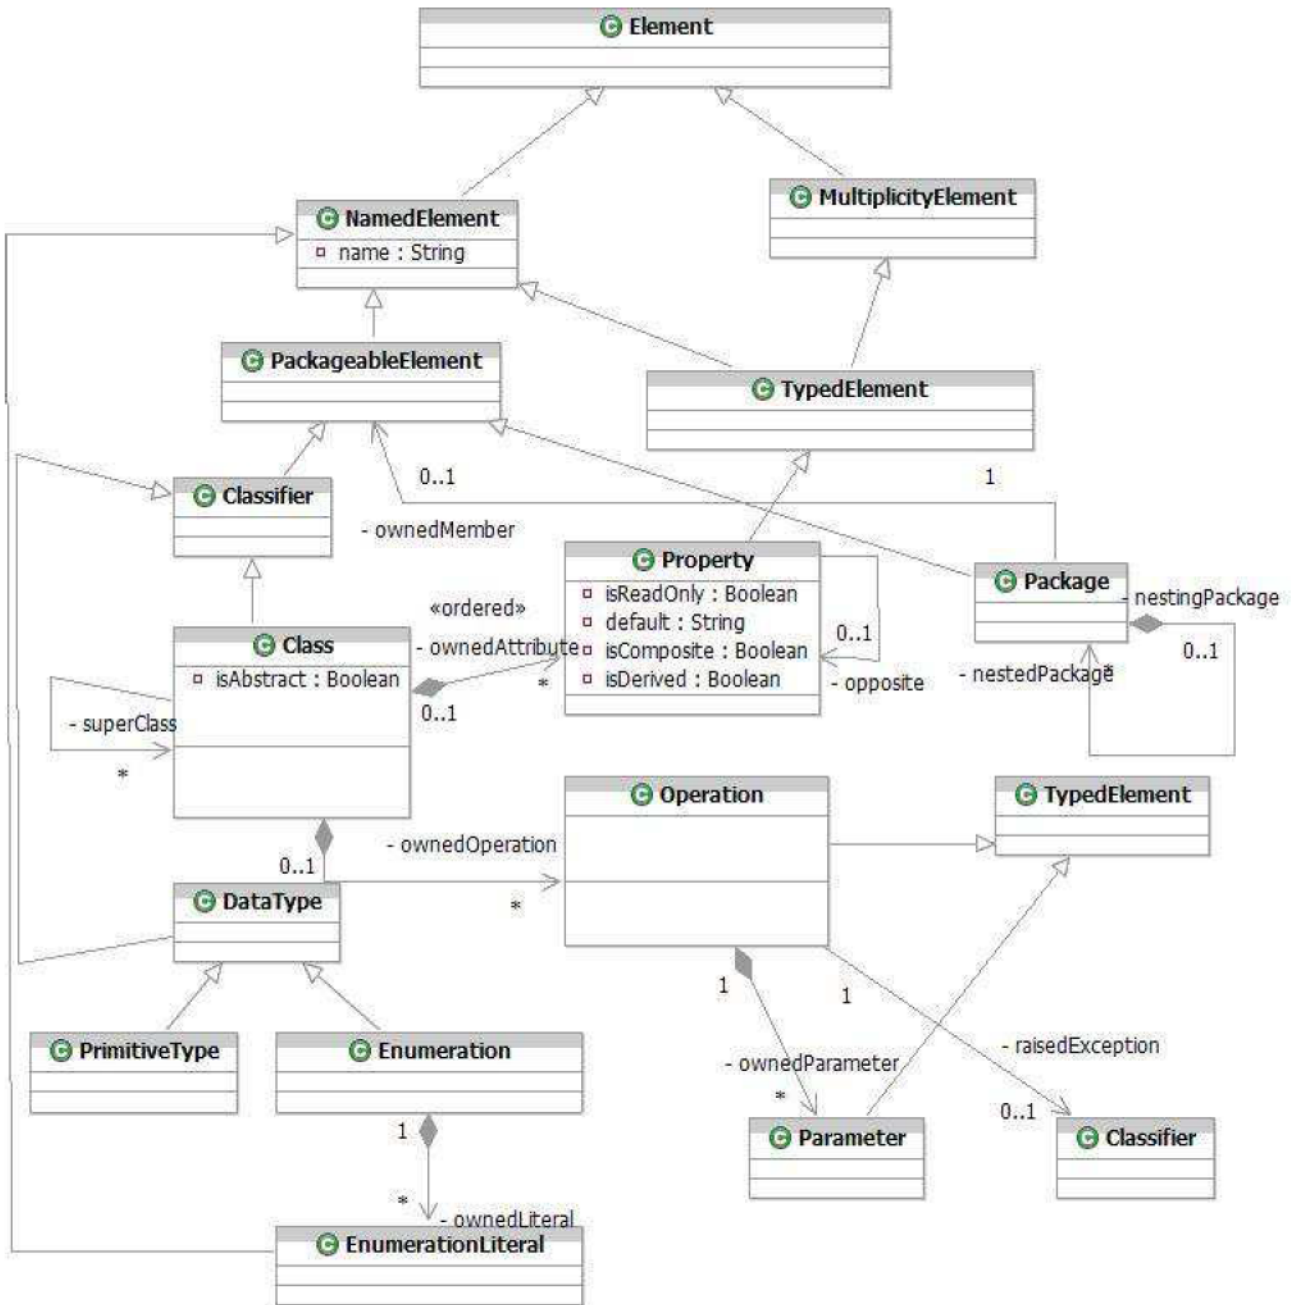 Element
MultiplicityElement
NamedElement
name : String
PackageableElement
TypedElement
0..1
1
Classifier
- ownedMember
Property
isReadOnly : Boolean
default : String
isComposite : Boolean
isDerived : Boolean
Package
- nestingPackage
0..1
- nestedPackage
*
0..1
- opposite
«ordered»
- ownedAttribute
*
0..1
Class
isAbstract : Boolean
- superClass
*
Operation
TypedElement
- ownedOperation
0..1
*
DataType
1
1
- raisedException
PrimitiveType
Enumeration
- ownedParameter
*
0..1
1
Parameter
Classifier
*
- ownedLiteral
EnumerationLiteral